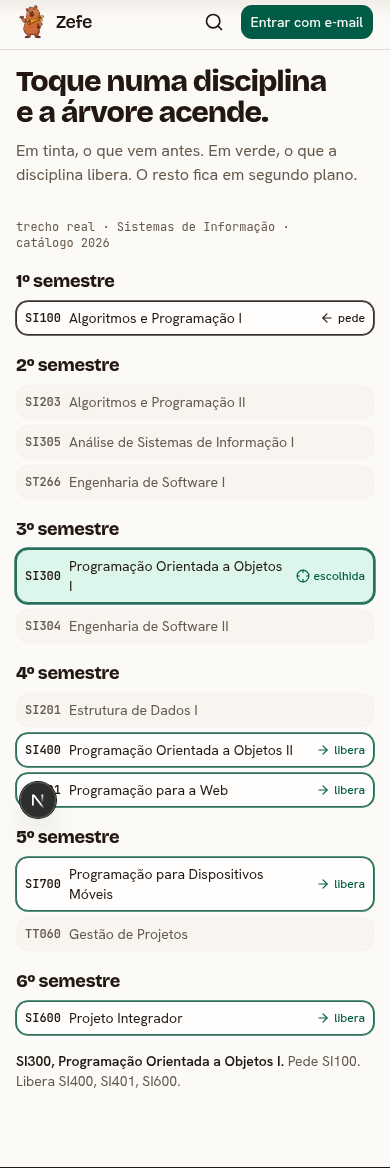 Zefe
Entrar com e-mail
Toque numa disciplina
e a árvore acende.
Em tinta, o que vem antes. Em verde, o que a
disciplina libera. O resto fica em segundo plano.
trecho real · Sistemas de Informação ·
catálogo 2026
1º semestre
SI100 Algoritmos e Programação I ← pede
2º semestre
SI203 Algoritmos e Programação II
SI305 Análise de Sistemas de Informação I
ST266 Engenharia de Software I
3º semestre
SI300 Programação Orientada a Objetos
I
escolhida
SI304 Engenharia de Software II
4º semestre
SI201 Estrutura de Dados I
SI400 Programação Orientada a Objetos II → libera
N
Programação para a Web → libera
5º semestre
SI700 Programação para Dispositivos
Móveis
→ libera
TT060 Gestão de Projetos
6º semestre
SI600 Projeto Integrador → libera
SI300, Programação Orientada a Objetos I. Pede SI100.
Libera SI400, SI401, SI600.